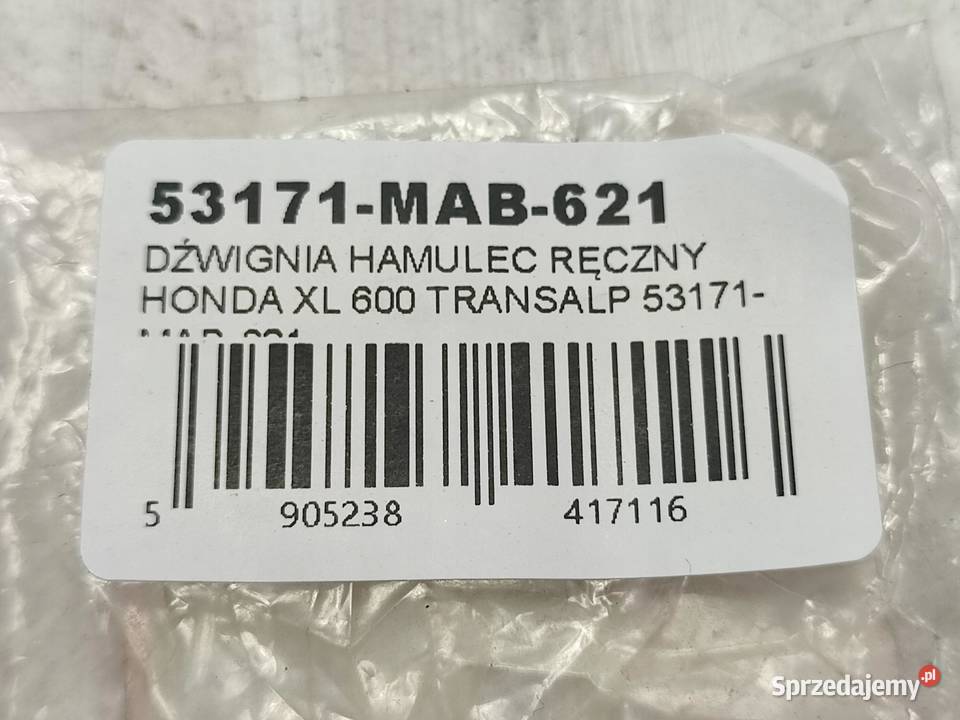 53171-MAB-621
DŹWIGNIA HAMULEC RĘCZNY
HONDA XL 600 TRANSALP 53171-
5 905238 417116
Sprzedajemy.pl